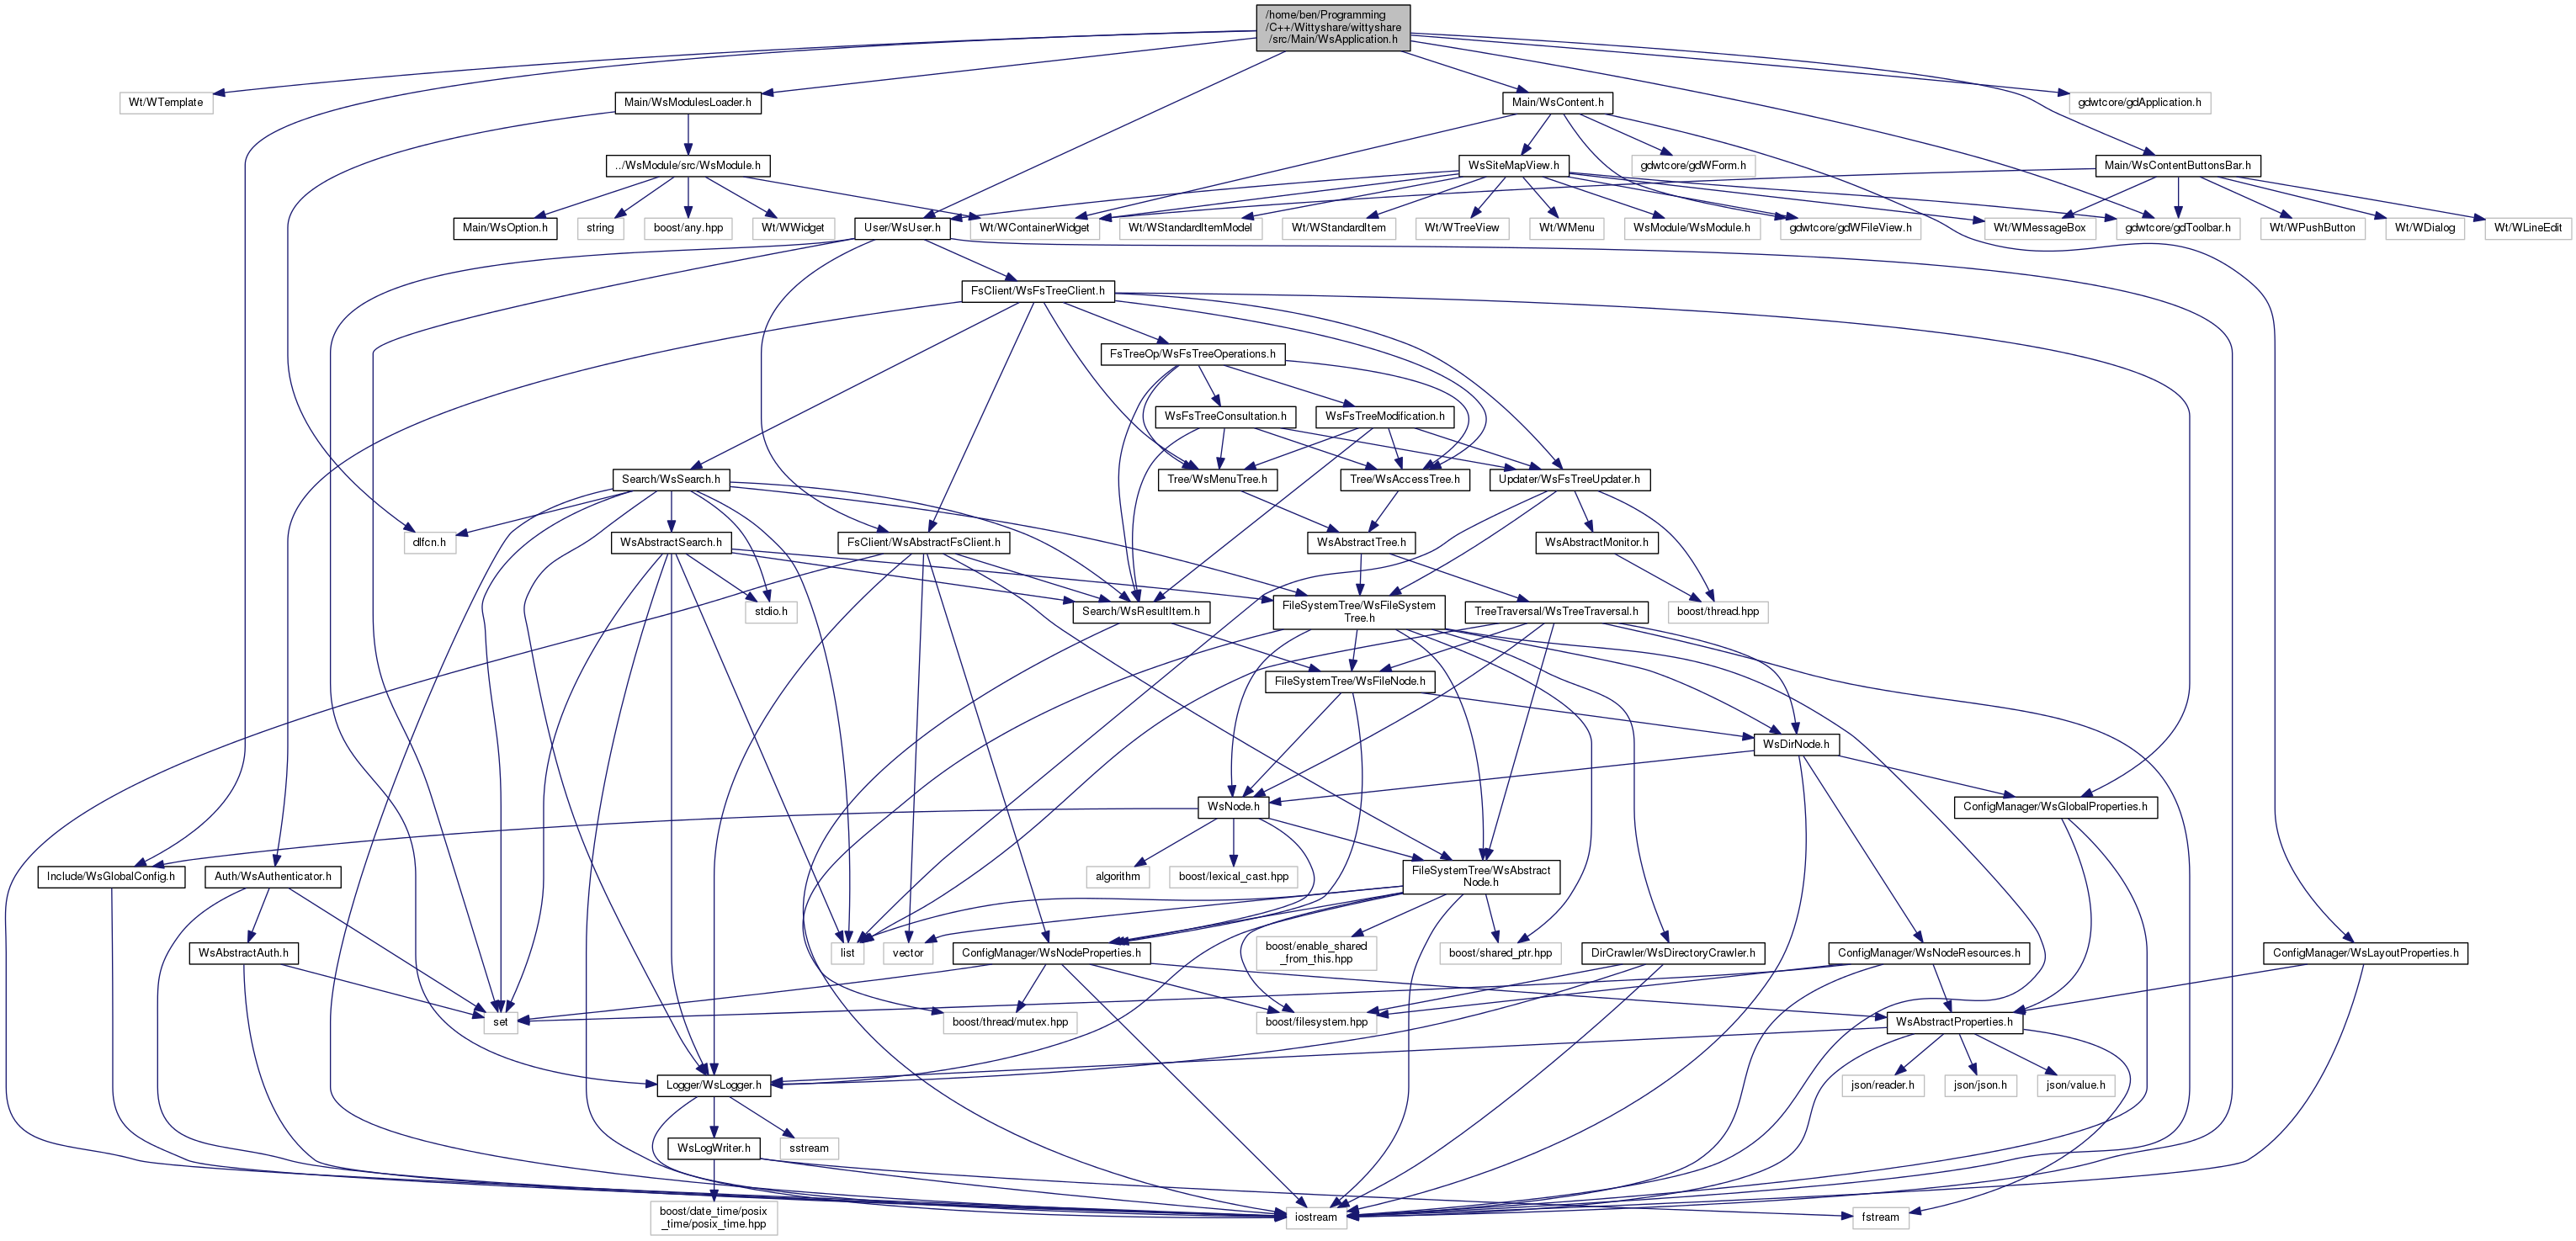 /home/ben/Programming
/C++/Wittyshare/wittyshare
/src/Main/WsApplication.h
Wt/WTemplate
Main/WsModulesLoader.h
Main/WsContent.h
gdwtcore/gdApplication.h
../WsModule/src/WsModule.h
WsSiteMapView.h
gdwtcore/gdWForm.h
Main/WsContentButtonsBar.h
Main/WsOption.h
string
boost/any.hpp
Wt/WWidget
User/WsUser.h
Wt/WContainerWidget
Wt/WStandardItemModel
Wt/WStandardItem
Wt/WTreeView
Wt/WMenu
WsModule/WsModule.h
gdwtcore/gdWFileView.h
Wt/WMessageBox
gdwtcore/gdToolbar.h
Wt/WPushButton
Wt/WDialog
Wt/WLineEdit
FsClient/WsFsTreeClient.h
FsTreeOp/WsFsTreeOperations.h
WsFsTreeConsultation.h
WsFsTreeModification.h
Search/WsSearch.h
Tree/WsMenuTree.h
Tree/WsAccessTree.h
Updater/WsFsTreeUpdater.h
dlfcn.h
WsAbstractSearch.h
FsClient/WsAbstractFsClient.h
WsAbstractTree.h
WsAbstractMonitor.h
stdio.h
Search/WsResultItem.h
FileSystemTree/WsFileSystem
Tree.h
TreeTraversal/WsTreeTraversal.h
boost/thread.hpp
FileSystemTree/WsFileNode.h
WsDirNode.h
WsNode.h
ConfigManager/WsGlobalProperties.h
Include/WsGlobalConfig.h
Auth/WsAuthenticator.h
algorithm
boost/lexical_cast.hpp
FileSystemTree/WsAbstract
Node.h
WsAbstractAuth.h
list
vector
ConfigManager/WsNodeProperties.h
boost/enable_shared
_from_this.hpp
boost/shared_ptr.hpp
DirCrawler/WsDirectoryCrawler.h
ConfigManager/WsNodeResources.h
ConfigManager/WsLayoutProperties.h
set
boost/thread/mutex.hpp
boost/filesystem.hpp
WsAbstractProperties.h
Logger/WsLogger.h
json/reader.h
json/json.h
json/value.h
WsLogWriter.h
sstream
boost/date_time/posix
_time/posix_time.hpp
iostream
fstream